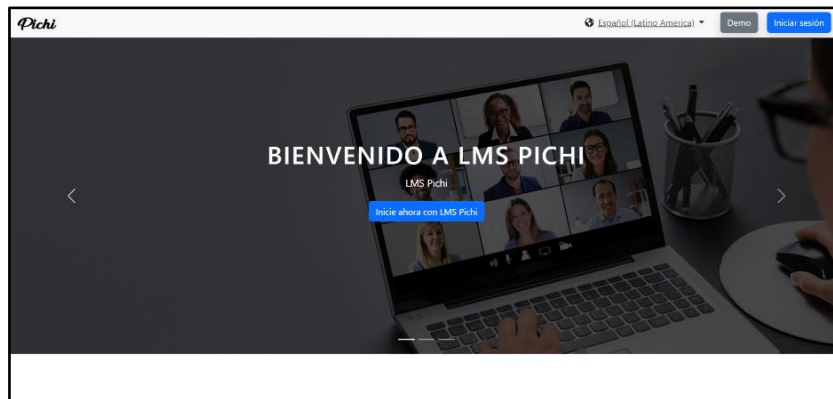 Pichi
Español (Latino America)
Demo
Iniciar sesión
BIENVENIDO A LMS PICHI
LMS Pichi
Inicie ahora con LMS Pichi